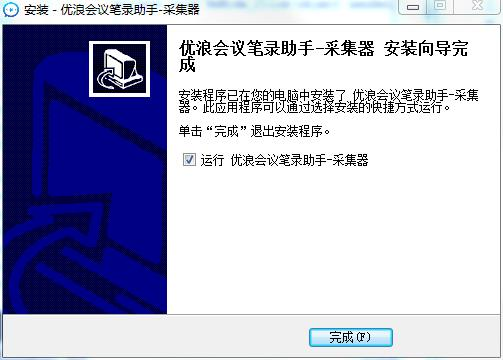 安装 - 优浪会议笔录助手-采集器
优浪会议笔录助手-采集器 安装向导完
成
安装程序已在您的电脑中安装了 优浪会议笔录助手-采集
器。此应用程序可以通过选择安装的快捷方式运行。
单击“完成”退出安装程序。
运行 优浪会议笔录助手-采集器
完成(F)